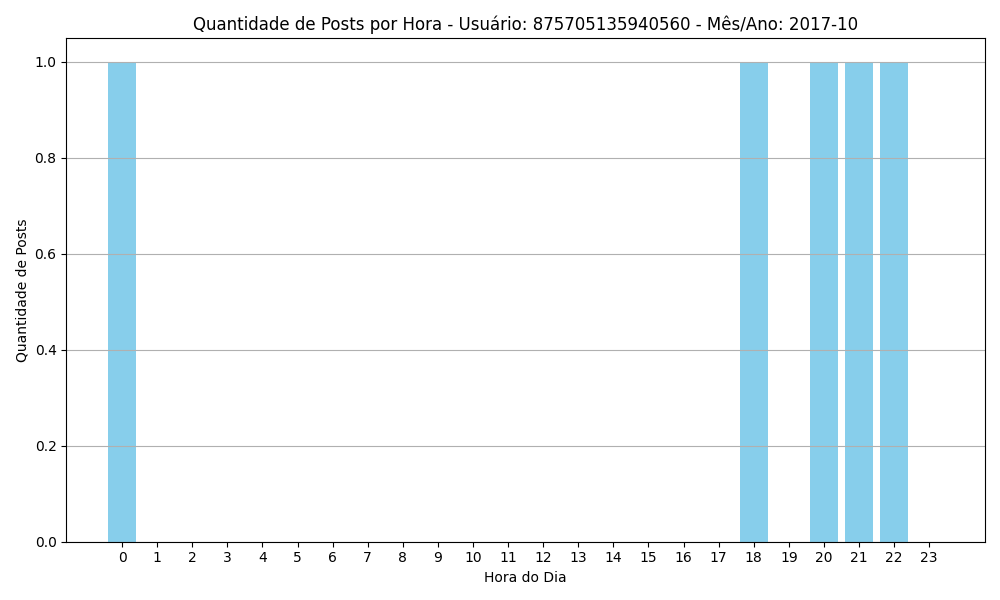 Quantidade de Posts por Hora - Usuário: 875705135940560 - Mês/Ano: 2017-10
Quantidade de Posts
1.0
0.8
0.6
0.4
0.2
0.0
0 1 2 3 4 5 6 7 8 9 10 11 12 13 14 15 16 17 18 19 20 21 22 23
Hora do Dia